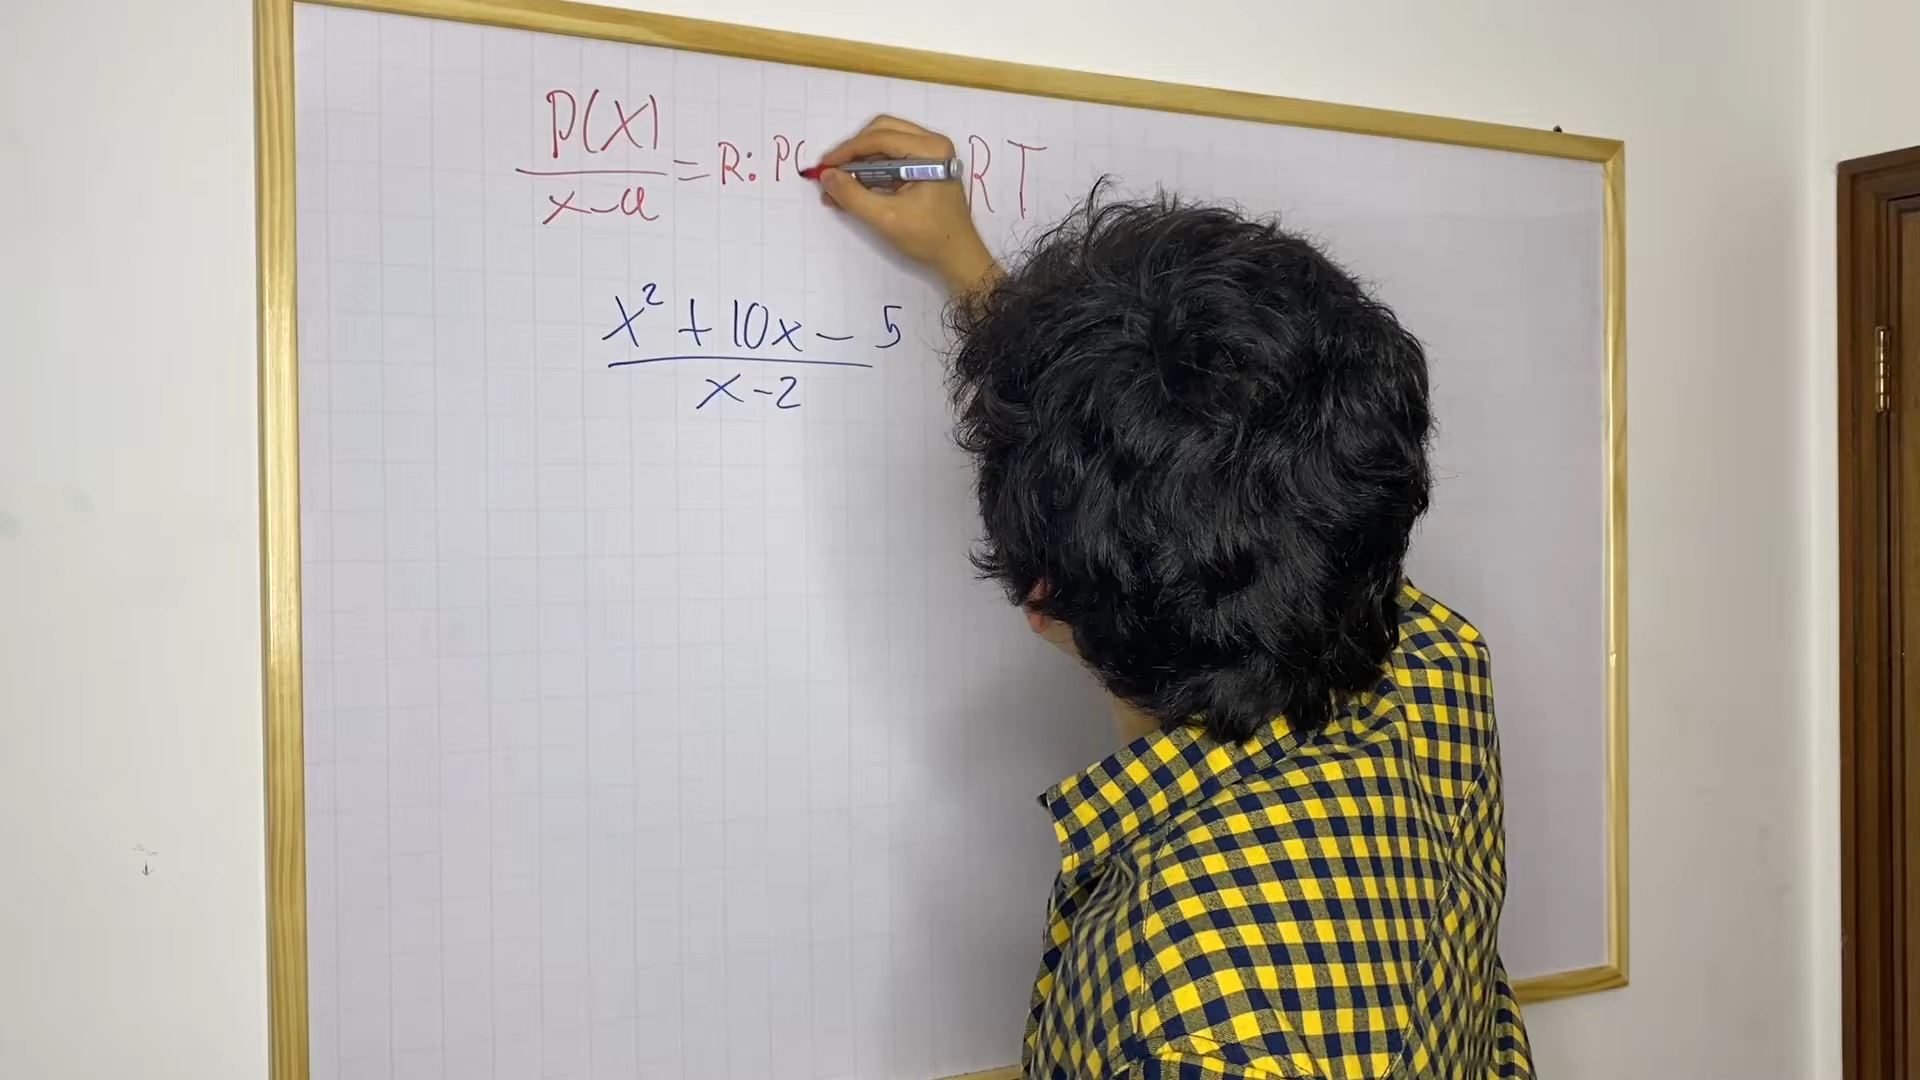 P(x)
——— = R: P( RT
x-a
x² + 10x - 5
———
x-2